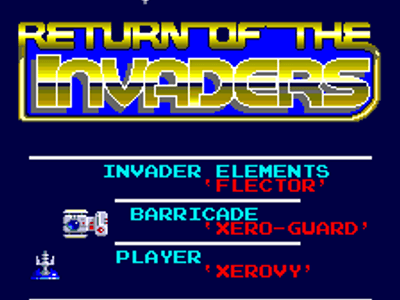 RETURN OF THE
INVADERS
INVADER ELEMENTS
'FLECTOR'
BARRICADE
'XERO-GUARD'
PLAYER
'XEROVY'